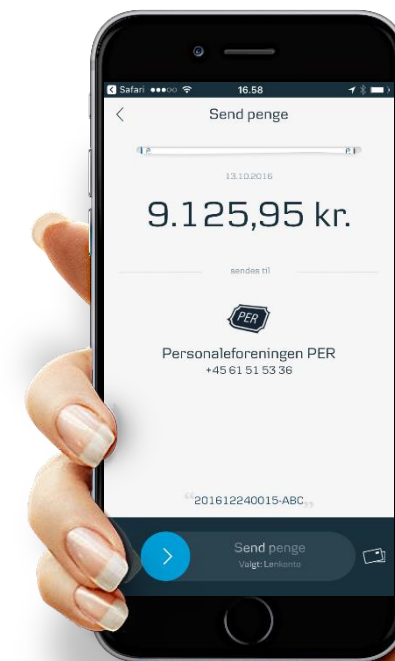 Safari
16.58
Send penge
13.10.2016
9.125,95 kr.
sendes til
PER
Personaleforeningen PER
+45 61 51 53 36
“201612240015-ABC”
Send penge
Valgt: Lønkonto